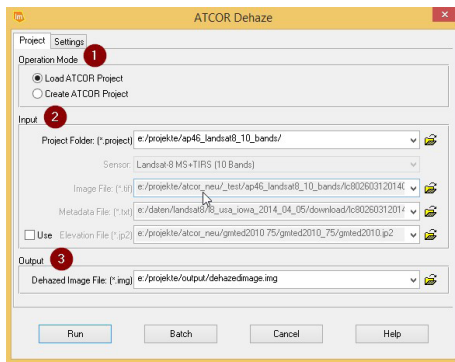 ATCOR Dehaze
Project Settings
Operation Mode 1
Load ATCOR Project
Create ATCOR Project
Input 2
Project Folder: (*.project) e:/projekte/ap46_landsat8_10_bands/
Sensor: Landsat-8 MS+TIRS (10 Bands)
Image File: (*.tif) e:/projekte/atcor_neu/_test/ap46_landsat8_10_bands/lc802603120140
Metadata File: (*.txt) e:/daten/landsat8/l8_usa_iowa_2014_04_05/download/lc80260312014
Use Elevation File (*.jp2) e:/projekte/atcor_neu/gmted2010 75/gmted2010_75/gmted2010.jp2
Output 3
Dehazed Image File: (*.img) e:/projekte/output/dehazedimage.img
Run Batch Cancel Help